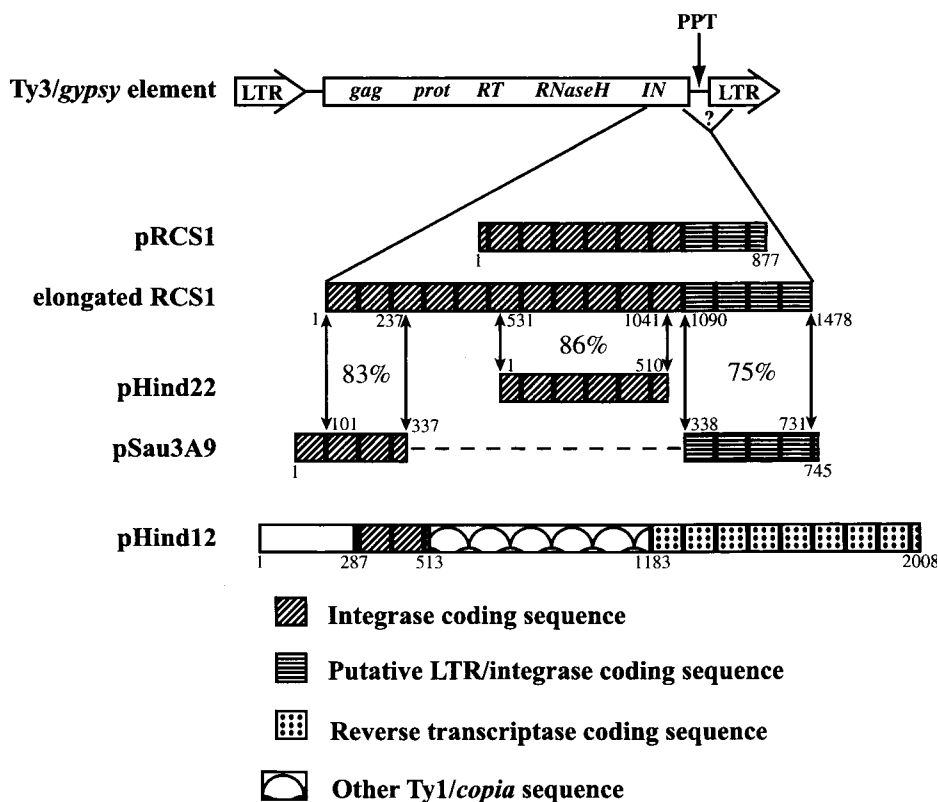 PPT
Ty3/gypsy element LTR gag prot RT RNaseH IN LTR
?
pRCS1
1 877
elongated RCS1
1 237 531 1041 1090 1478
83% 86% 75%
1 510
pHind22
101 337 338 731
pSau3A9
1 745
pHind12
1 287 513 1183 2008
Integrase coding sequence
Putative LTR/integrase coding sequence
Reverse transcriptase coding sequence
Other Ty1/copia sequence